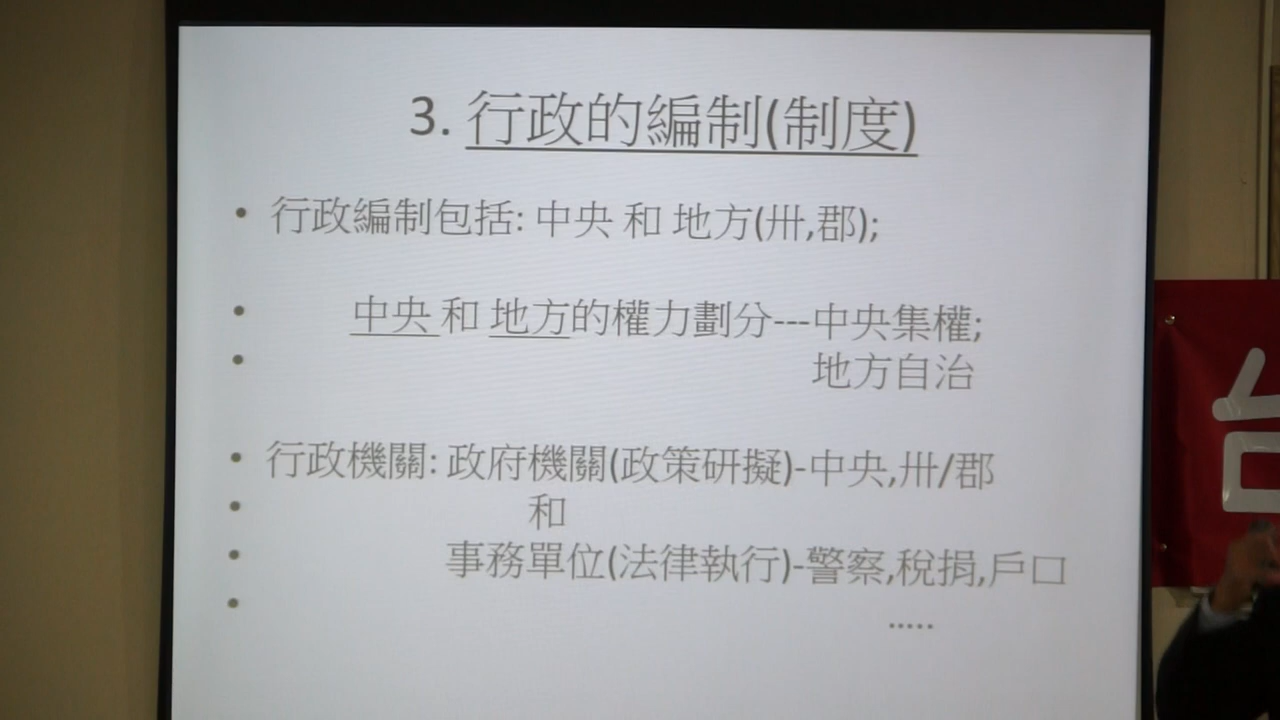 3. 行政的編制(制度)
• 行政編制包括: 中央 和 地方(卅,郡);
• 中央 和 地方的權力劃分---中央集權;
• 地方自治
• 行政機關: 政府機關(政策研擬)-中央,卅/郡
• 和
• 事務單位(法律執行)-警察,稅捐,戶口
• .....
台